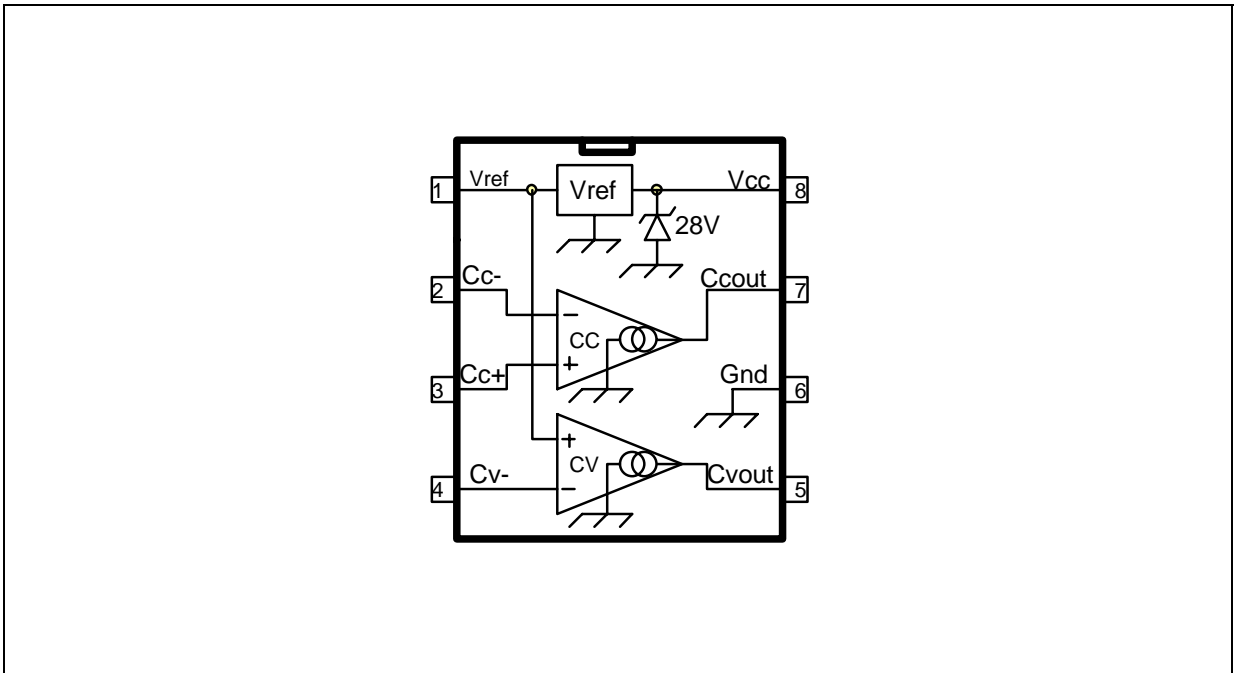 1 Vref Vref Vcc 8
28V
2 Cc- Ccout 7
− CC
3 Cc+ + Gnd 6
+ CV
4 Cv- − Cvout 5